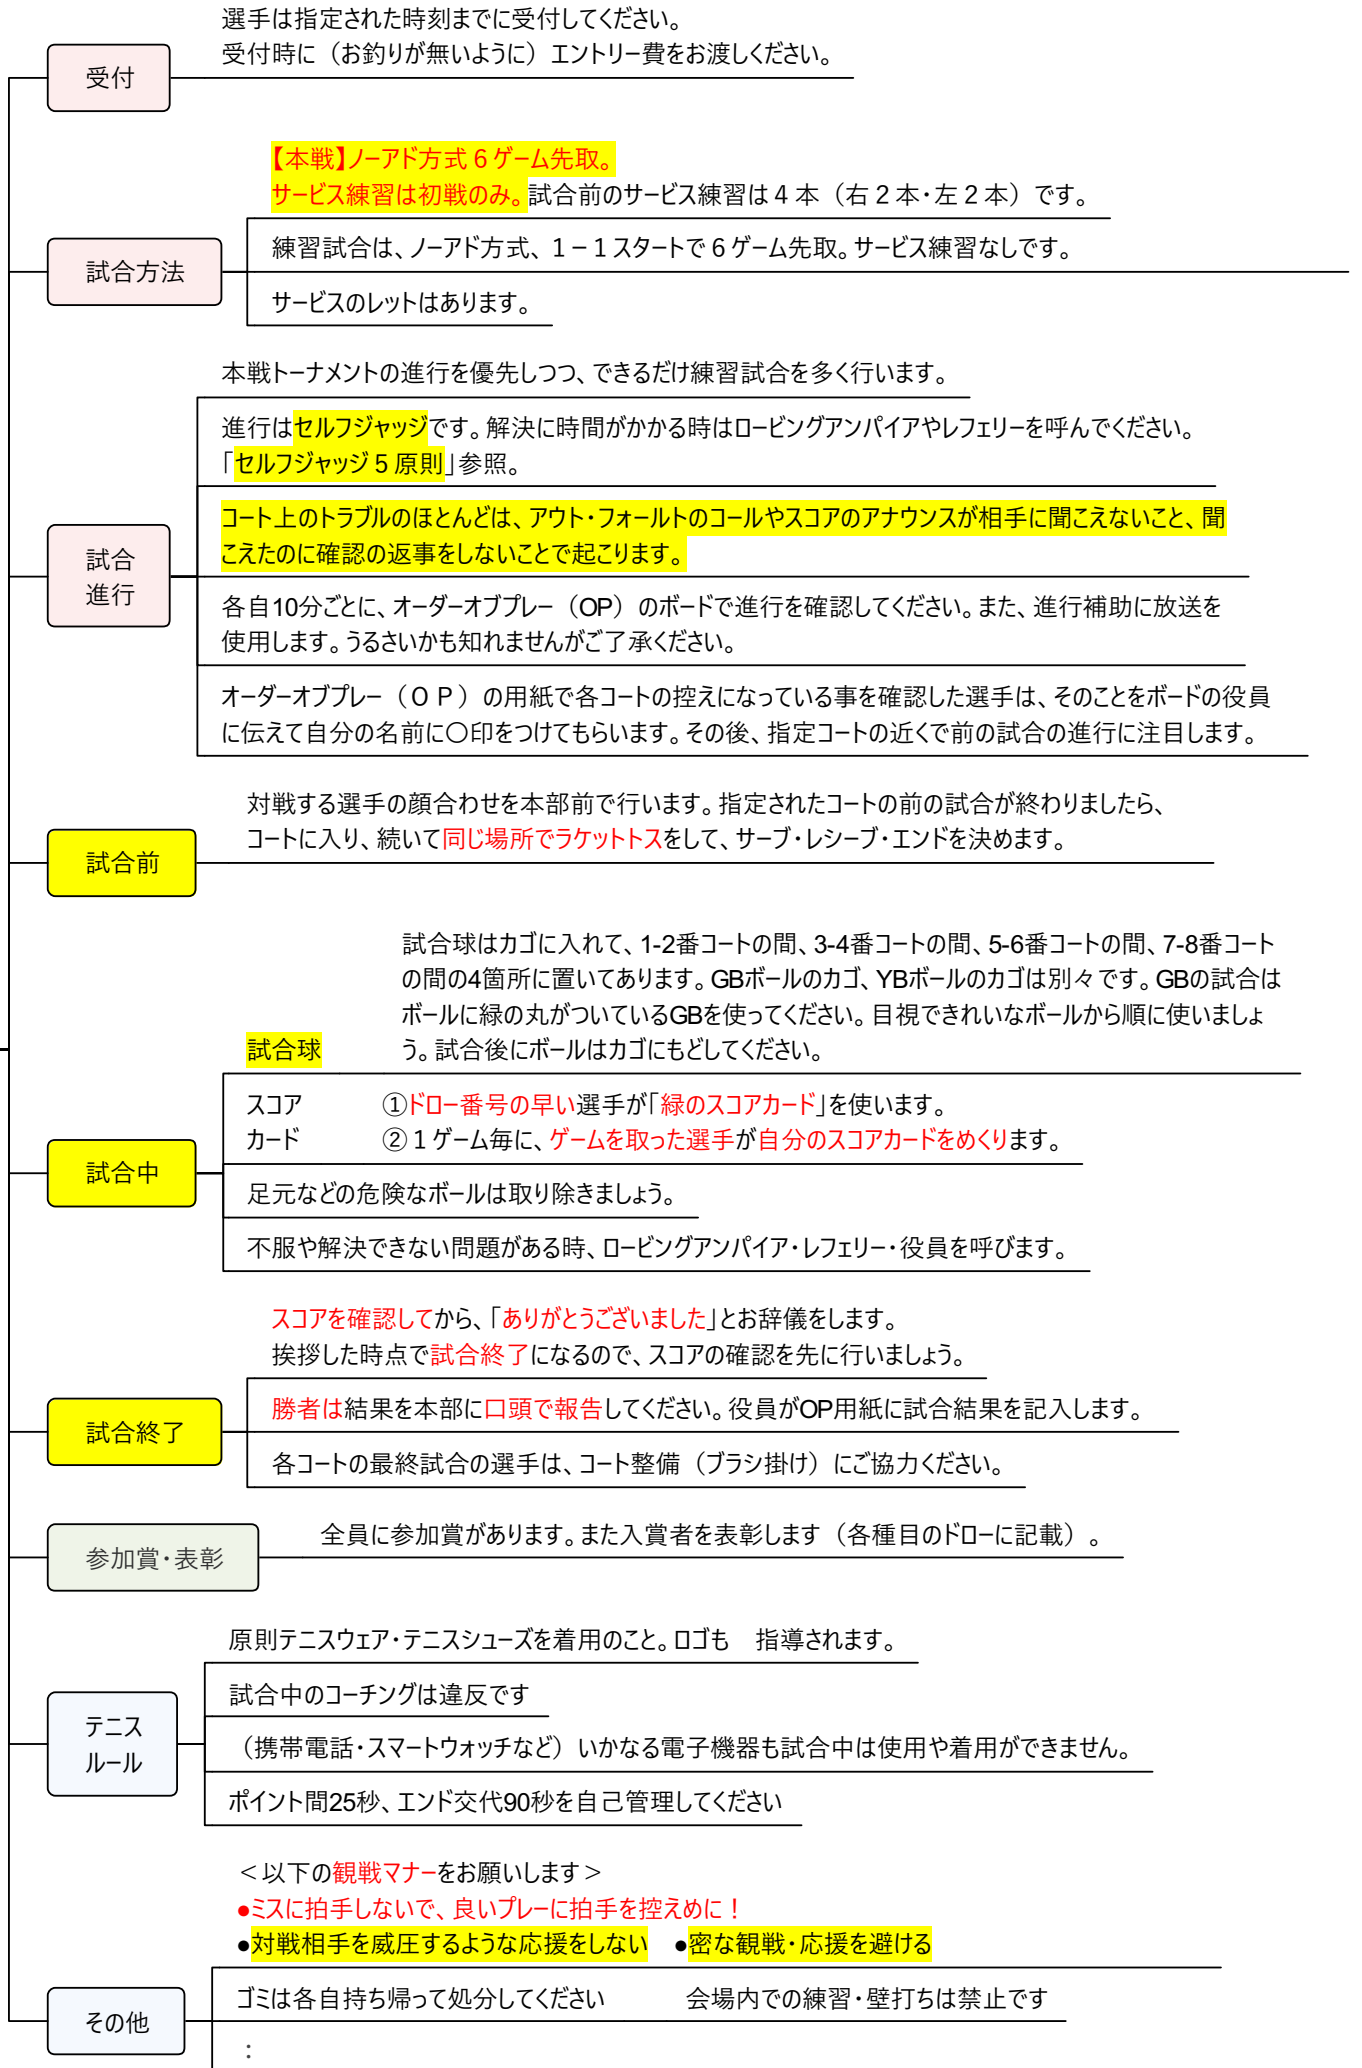 選手は指定された時刻までに受付してください。
受付時に（お釣りが無いように）エントリー費をお渡しください。
受付
【本戦】ノーアド方式６ゲーム先取。
サービス練習は初戦のみ。試合前のサービス練習は４本（右２本・左２本）です。
練習試合は、ノーアド方式、１－１スタートで６ゲーム先取。サービス練習なしです。
試合方法
サービスのレットはあります。
本戦トーナメントの進行を優先しつつ、できるだけ練習試合を多く行います。
進行はセルフジャッジです。解決に時間がかかる時はロービングアンパイアやレフェリーを呼んでください。
「セルフジャッジ５原則」参照。
コート上のトラブルのほとんどは、アウト・フォールトのコールやスコアのアナウンスが相手に聞こえないこと、聞
こえたのに確認の返事をしないことで起こります。
試合
進行
各自10分ごとに、オーダーオブプレー（OP）のボードで進行を確認してください。また、進行補助に放送を
使用します。うるさいかも知れませんがご了承ください。
オーダーオブプレー（ＯＰ）の用紙で各コートの控えになっている事を確認した選手は、そのことをボードの役員
に伝えて自分の名前に〇印をつけてもらいます。その後、指定コートの近くで前の試合の進行に注目します。
対戦する選手の顔合わせを本部前で行います。指定されたコートの前の試合が終わりましたら、
コートに入り、続いて同じ場所でラケットトスをして、サーブ・レシーブ・エンドを決めます。
試合前
試合球はカゴに入れて、1-2番コートの間、3-4番コートの間、5-6番コートの間、7-8番コート
の間の4箇所に置いてあります。GBボールのカゴ、YBボールのカゴは別々です。GBの試合は
ボールに緑の丸がついているGBを使ってください。目視できれいなボールから順に使いましょ
試合球 う。試合後にボールはカゴにもどしてください。
スコア ①ドロー番号の早い選手が「緑のスコアカード」を使います。
カード ②１ゲーム毎に、ゲームを取った選手が自分のスコアカードをめくります。
試合中
足元などの危険なボールは取り除きましょう。
不服や解決できない問題がある時、ロービングアンパイア・レフェリー・役員を呼びます。
スコアを確認してから、「ありがとうございました」とお辞儀をします。
挨拶した時点で試合終了になるので、スコアの確認を先に行いましょう。
勝者は結果を本部に口頭で報告してください。役員がOP用紙に試合結果を記入します。
試合終了
各コートの最終試合の選手は、コート整備（ブラシ掛け）にご協力ください。
全員に参加賞があります。また入賞者を表彰します（各種目のドローに記載）。
参加賞・表彰
原則テニスウェア・テニスシューズを着用のこと。ロゴも　指導されます。
試合中のコーチングは違反です
テニス
ルール
（携帯電話・スマートウォッチなど）いかなる電子機器も試合中は使用や着用ができません。
ポイント間25秒、エンド交代90秒を自己管理してください
＜以下の観戦マナーをお願いします＞
●ミスに拍手しないで、良いプレーに拍手を控えめに！
●対戦相手を威圧するような応援をしない　●密な観戦・応援を避ける
ゴミは各自持ち帰って処分してください　会場内での練習・壁打ちは禁止です
その他
：